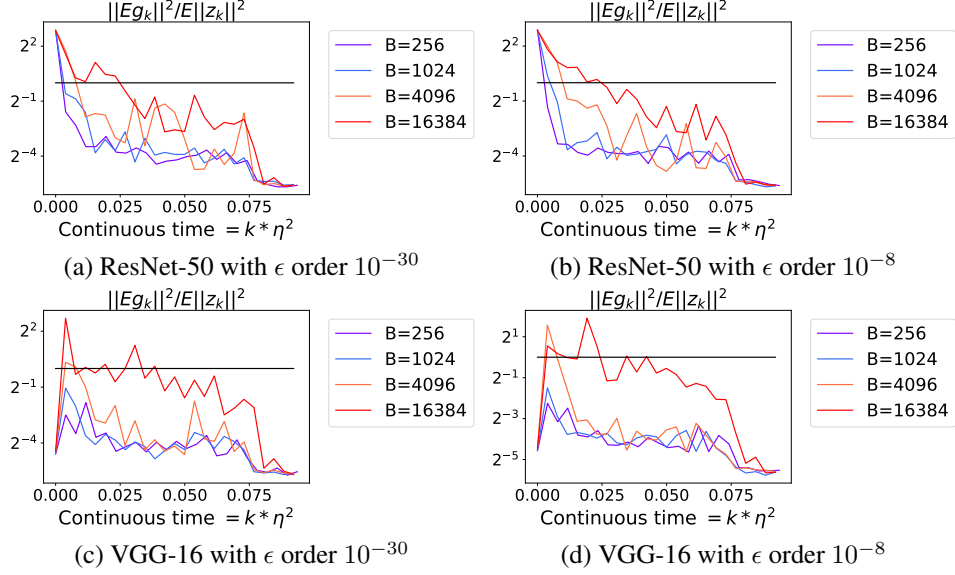 ||Eg_k||^2/E||z_k||^2
2^2
2^{-1}
2^{-4}
0.000 0.025 0.050 0.075
Continuous time = k * η^2
B=256
B=1024
B=4096
B=16384
(a) ResNet-50 with ϵ order 10^{-30}
||Eg_k||^2/E||z_k||^2
2^2
2^{-1}
2^{-4}
0.000 0.025 0.050 0.075
Continuous time = k * η^2
B=256
B=1024
B=4096
B=16384
(b) ResNet-50 with ϵ order 10^{-8}
||Eg_k||^2/E||z_k||^2
2^2
2^{-1}
2^{-4}
0.000 0.025 0.050 0.075
Continuous time = k * η^2
B=256
B=1024
B=4096
B=16384
(c) VGG-16 with ϵ order 10^{-30}
||Eg_k||^2/E||z_k||^2
2^1
2^{-1}
2^{-3}
2^{-5}
0.000 0.025 0.050 0.075
Continuous time = k * η^2
B=256
B=1024
B=4096
B=16384
(d) VGG-16 with ϵ order 10^{-8}